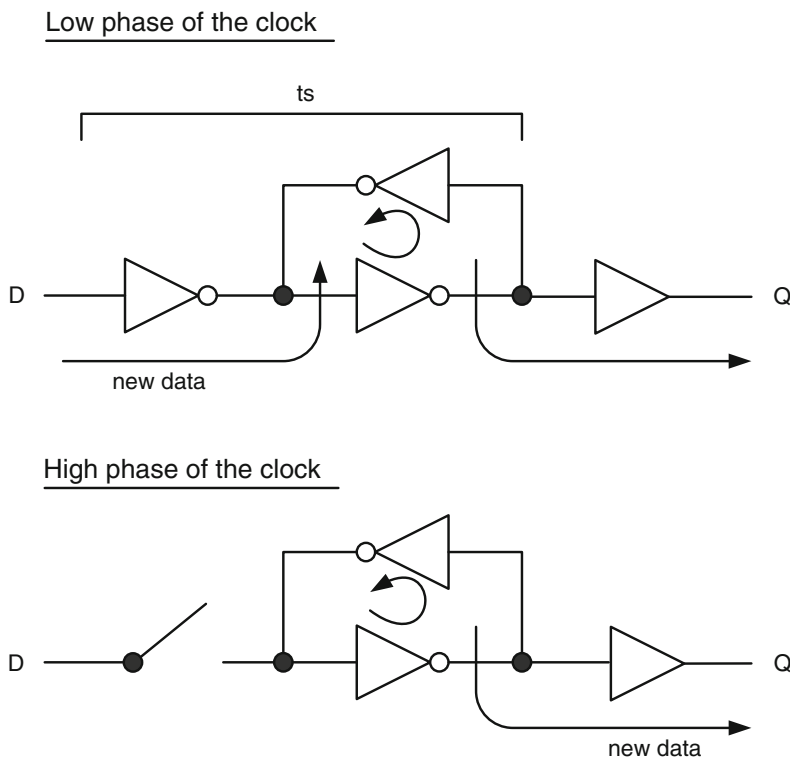 Low phase of the clock
ts
D
Q
new data
High phase of the clock
D
Q
new data